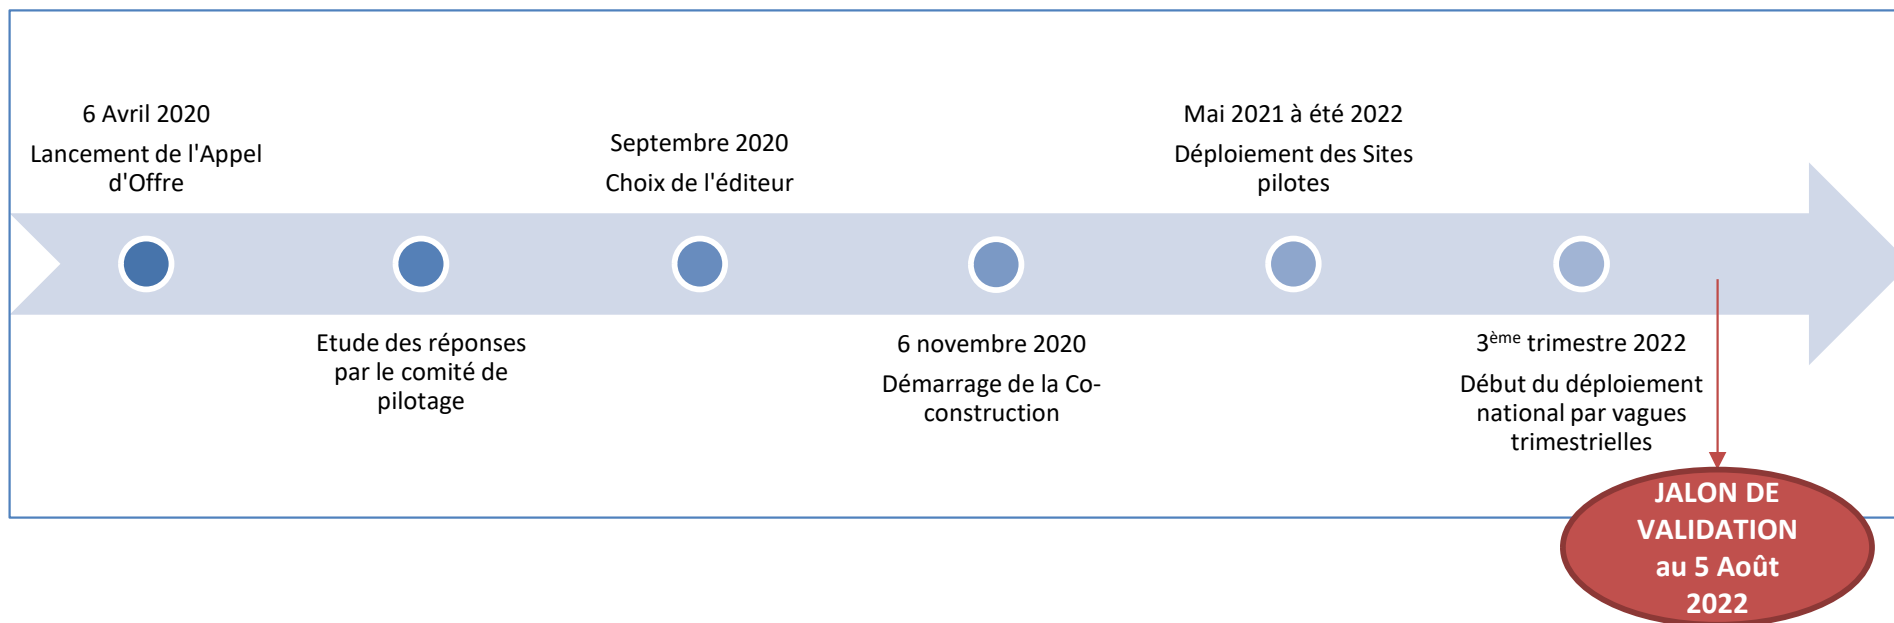 6 Avril 2020
Lancement de l'Appel
d'Offre
Etude des réponses
par le comité de
pilotage
Septembre 2020
Choix de l'éditeur
6 novembre 2020
Démarrage de la Co-
construction
Mai 2021 à été 2022
Déploiement des Sites
pilotes
3ème trimestre 2022
Début du déploiement
national par vagues
trimestrielles
JALON DE
VALIDATION
au 5 Août
2022